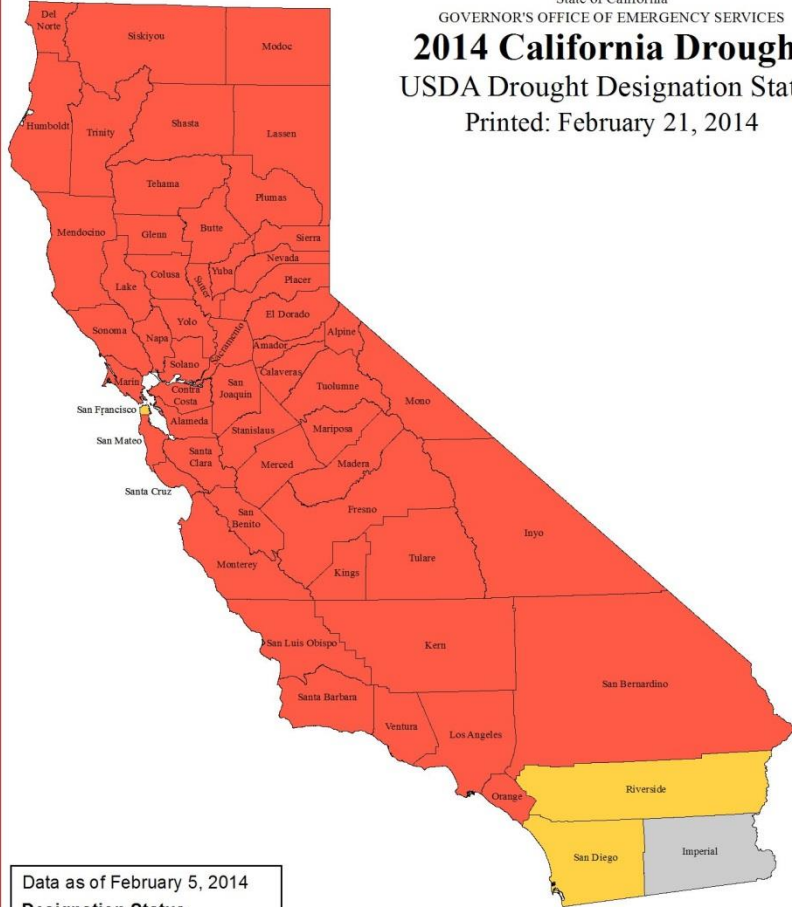 State of California
GOVERNOR'S OFFICE OF EMERGENCY SERVICES
2014 California Drough
USDA Drought Designation Stat
Printed: February 21, 2014
Del
Norte
Siskiyou
Modoc
Humboldt
Trinity
Shasta
Lassen
Tehama
Plumas
Mendocino
Glenn
Butte
Sierra
Nevada
Yuba
Placer
Lake
Colusa
Sutter
El Dorado
Alpine
Sonoma
Napa
Yolo
Sacramento
Amador
Solano
Calaveras
Tuolumne
Mono
Marin
Contra
Costa
San
Joaquin
San Francisco
Alameda
Stanislaus
Mariposa
San Mateo
Santa
Clara
Merced
Madera
Santa Cruz
San
Benito
Fresno
Inyo
Monterey
Kings
Tulare
San Luis Obispo
Kern
San Bernardino
Santa Barbara
Ventura
Los Angeles
Orange
Riverside
San Diego
Imperial
Data as of February 5, 2014
Designation Status